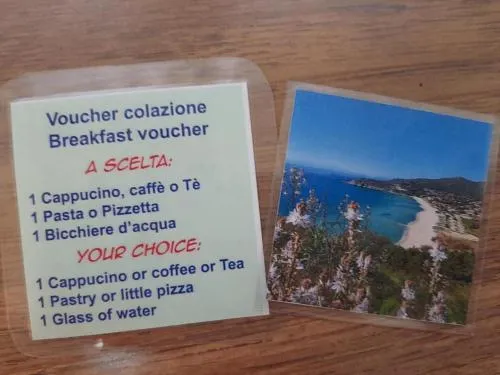 Voucher colazione
Breakfast voucher
A SCELTA:
1 Cappucino, caffè o Tè
1 Pasta o Pizzetta
1 Bicchiere d'acqua
YOUR CHOICE:
1 Cappucino or coffee or Tea
1 Pastry or little pizza
1 Glass of water